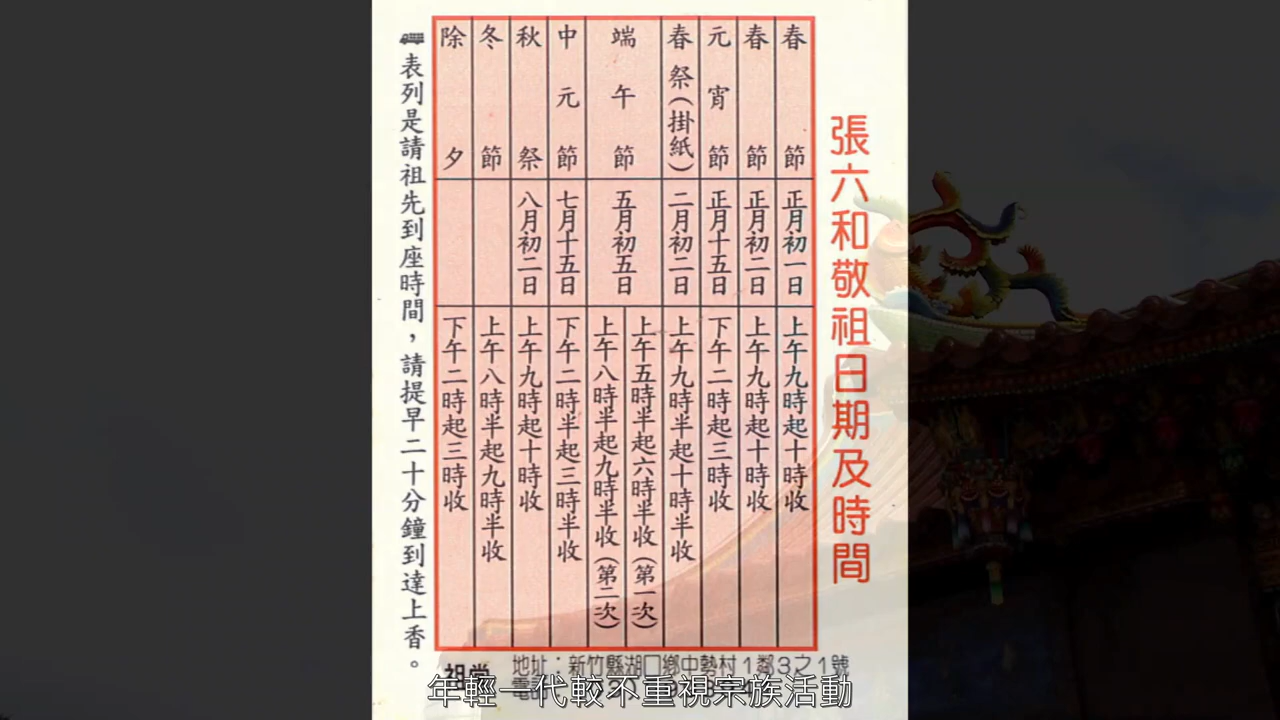 張六和敬祖日期及時間
春節 正月初一日 上午九時起十時收
春節 正月初二日 上午九時起十時收
元宵節 正月十五日 下午二時起三時收
春祭(掛紙) 二月初二日 上午九時半起十時半收
端午節 五月初五日 上午五時半起六時半收(第一次)
上午八時半起九時半收(第二次)
中元節 七月十五日 下午二時半起三時半收
秋祭 八月初二日 上午九時起十時收
冬節 上午八時半起九時半收
除夕 下午二時起三時收
表列是請祖先到座時間,請提早二十分鐘到達上香。
祖堂 地址:新竹縣湖口鄉中勢村1鄰3之1號
年輕一代較不重視宗族活動